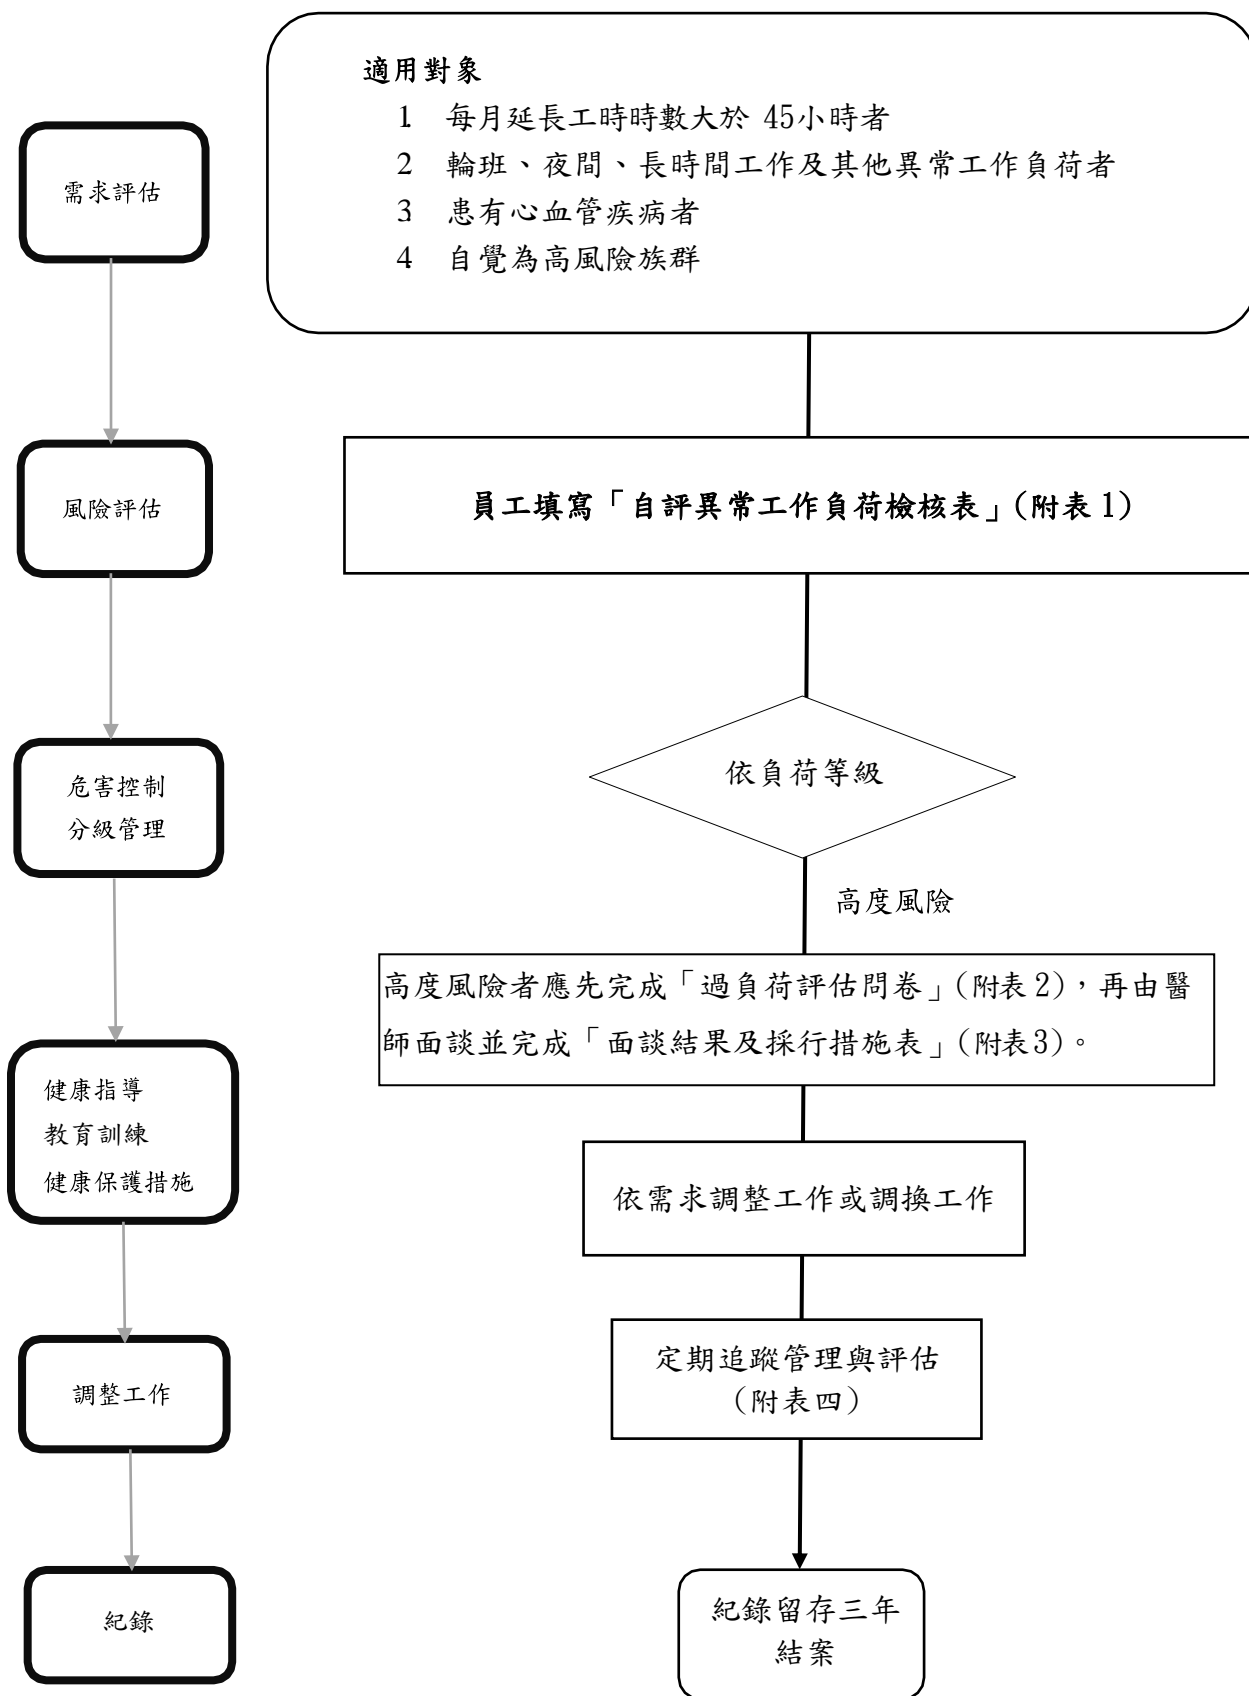 適用對象
1 每月延長工時時數大於 45小時者
2 輪班、夜間、長時間工作及其他異常工作負荷者
3 患有心血管疾病者
4 自覺為高風險族群
需求評估
風險評估
員工填寫「自評異常工作負荷檢核表」(附表 1)
危害控制
分級管理
依負荷等級
高度風險
高度風險者應先完成「過負荷評估問卷」(附表 2),再由醫
師面談並完成「面談結果及採行措施表」(附表3)。
健康指導
教育訓練
健康保護措施
依需求調整工作或調換工作
調整工作
定期追蹤管理與評估
(附表四)
紀錄
紀錄留存三年
結案